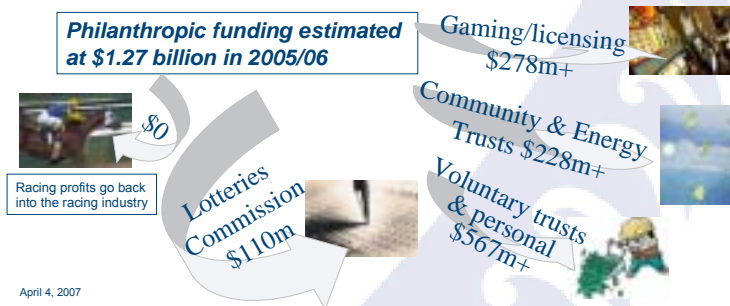 Philanthropic funding estimated
at $1.27 billion in 2005/06
Gaming/licensing
$278m+
$0
Community & Energy
Trusts $228m+
Racing profits go back
into the racing industry
Lotteries
Commission
$110m
Voluntary trusts
& personal
$567m+
April 4, 2007